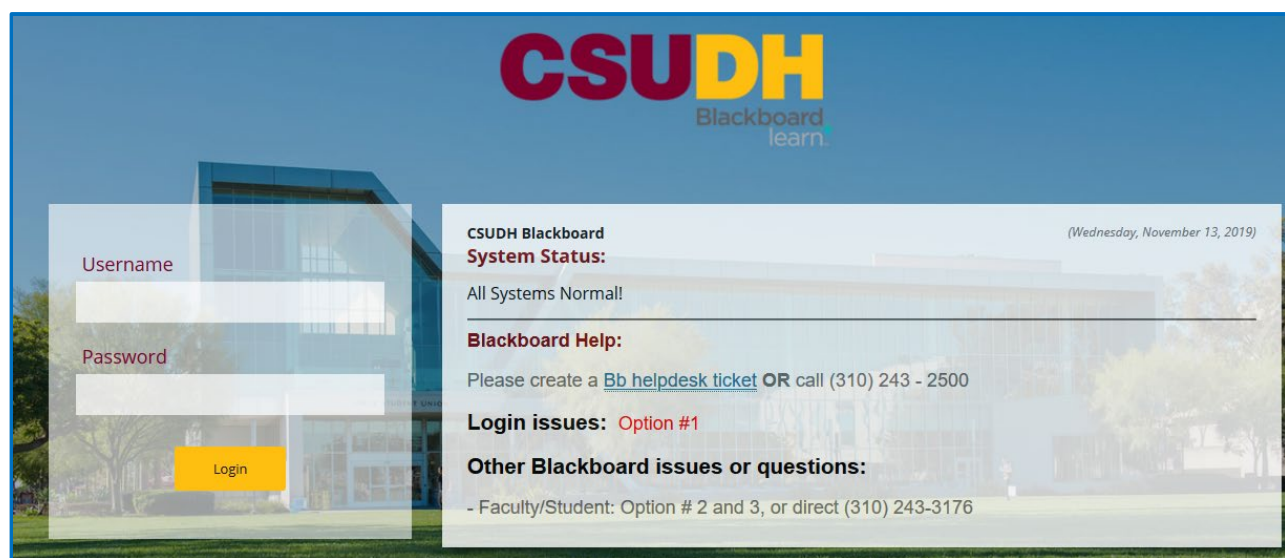 CSUDH
Blackboard
learn
Username
Password
Login
CSUDH Blackboard
(Wednesday, November 13, 2019)
System Status:
All Systems Normal!
Blackboard Help:
Please create a Bb helpdesk ticket OR call (310) 243 - 2500
Login issues: Option #1
Other Blackboard issues or questions:
- Faculty/Student: Option # 2 and 3, or direct (310) 243-3176